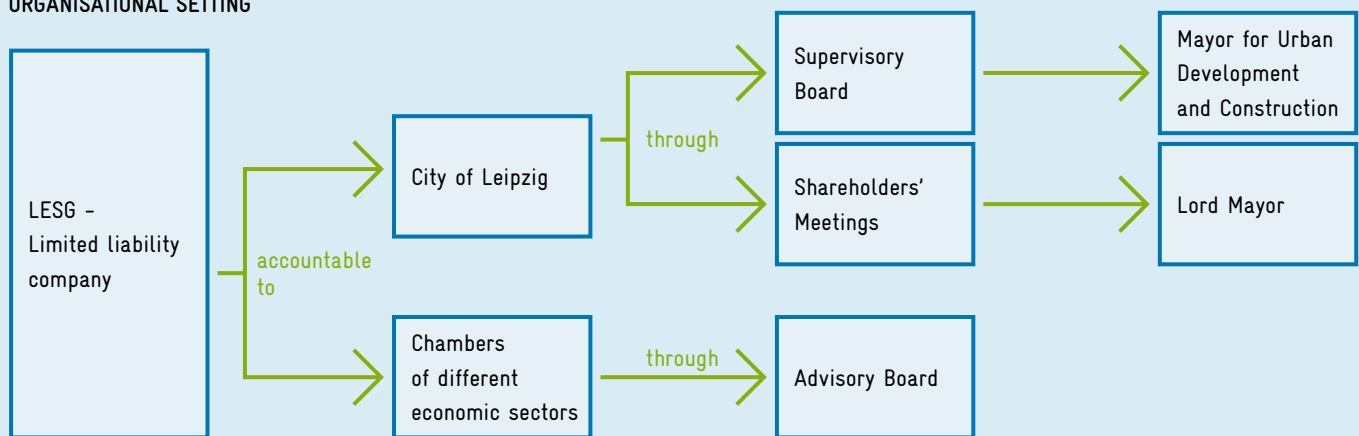 ORGANISATIONAL SETTING
LESG -
Limited liability
company
accountable
to
City of Leipzig
through
Supervisory
Board
Mayor for Urban
Development
and Construction
Shareholders'
Meetings
Lord Mayor
Chambers
of different
economic sectors
through
Advisory Board